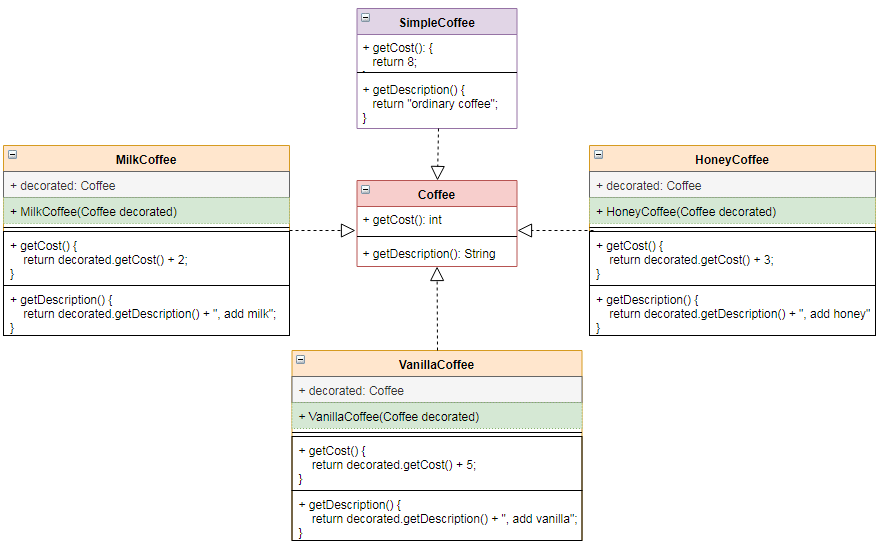 SimpleCoffee
+ getCost(): {
return 8;
+ getDescription() {
return "ordinary coffee";
}
MilkCoffee
+ decorated: Coffee
+ MilkCoffee(Coffee decorated)
+ getCost() {
return decorated.getCost() + 2;
}
+ getDescription() {
return decorated.getDescription() + ", add milk";
}
Coffee
+ getCost(): int
+ getDescription(): String
HoneyCoffee
+ decorated: Coffee
+ HoneyCoffee(Coffee decorated)
+ getCost() {
return decorated.getCost() + 3;
}
+ getDescription() {
return decorated.getDescription() + ", add honey"
}
VanillaCoffee
+ decorated: Coffee
+ VanillaCoffee(Coffee decorated)
+ getCost() {
return decorated.getCost() + 5;
}
+ getDescription() {
return decorated.getDescription() + ", add vanilla";
}